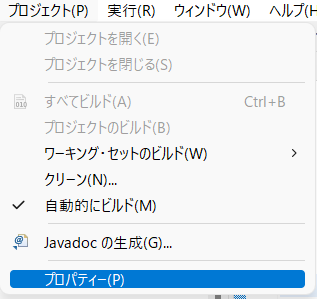 プロジェクト(P) 実行(R) ウィンドウ(W) ヘルプ(H
プロジェクトを開く(E)
プロジェクトを閉じる(S)
すべてビルド(A) Ctrl+B
プロジェクトのビルド(B)
ワーキング・セットのビルド(W)
クリーン(N)...
自動的にビルド(M)
Javadoc の生成(G)...
プロパティー(P)